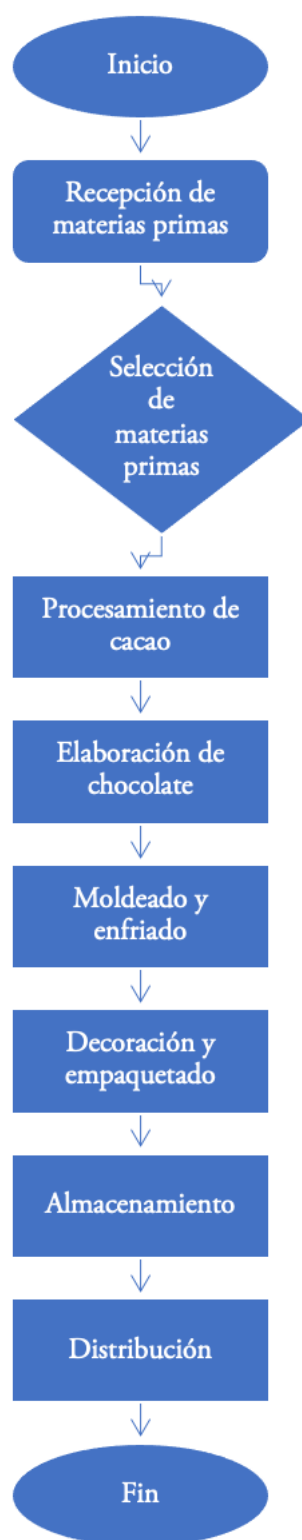 Inicio
Recepción de
materias primas
Selección
de
materias
primas
Procesamiento de
cacao
Elaboración de
chocolate
Moldeado y
enfriado
Decoración y
empaquetado
Almacenamiento
Distribución
Fin